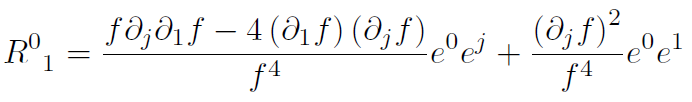 $R^0{}_1 = \frac{f\partial_j\partial_1 f - 4\,(\partial_1 f)\,(\partial_j f)}{f^4} e^0 e^j + \frac{(\partial_j f)^2}{f^4} e^0 e^1$